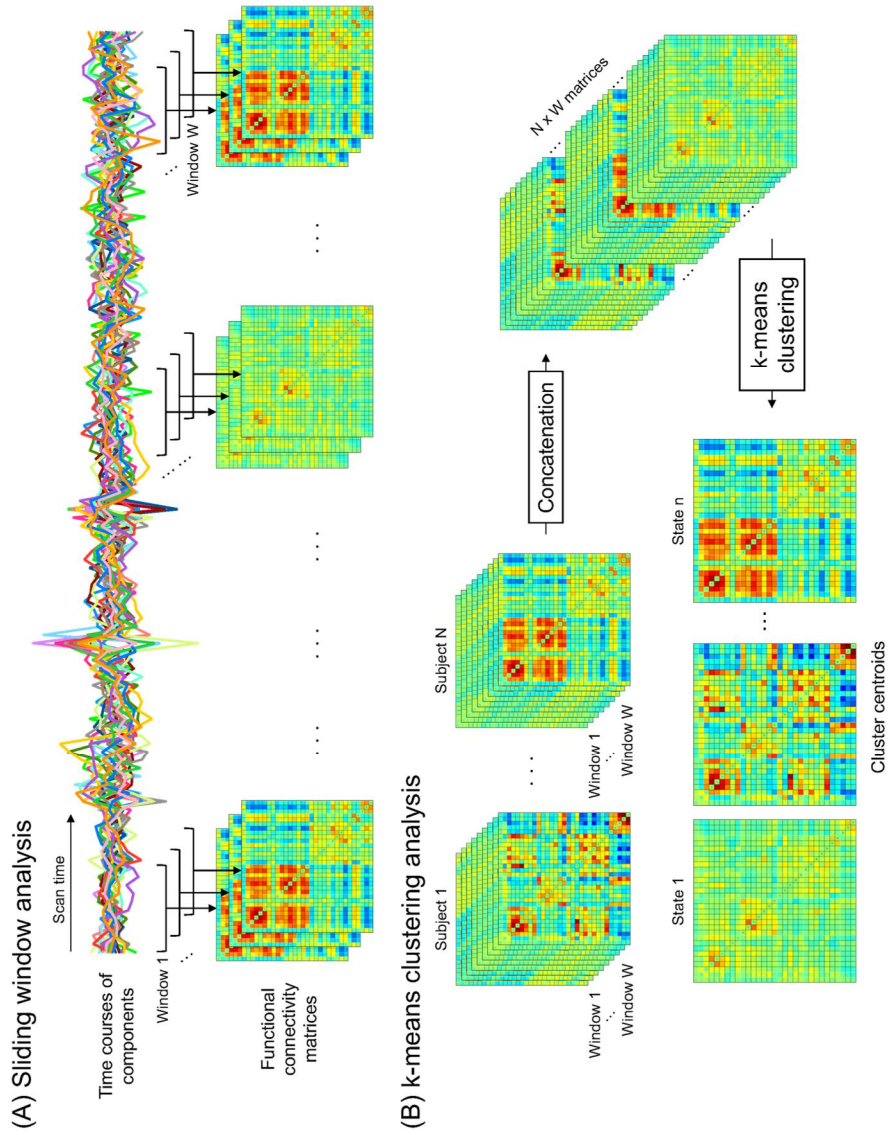 (A) Sliding window analysis
Scan time
Time courses of
components
Window 1
Window W
Functional
connectivity
matrices
(B) k-means clustering analysis
Subject 1
Subject N
Window 1
Window W
Window 1
Window W
Concatenation
N x W matrices
k-means
clustering
State 1
State n
Cluster centroids